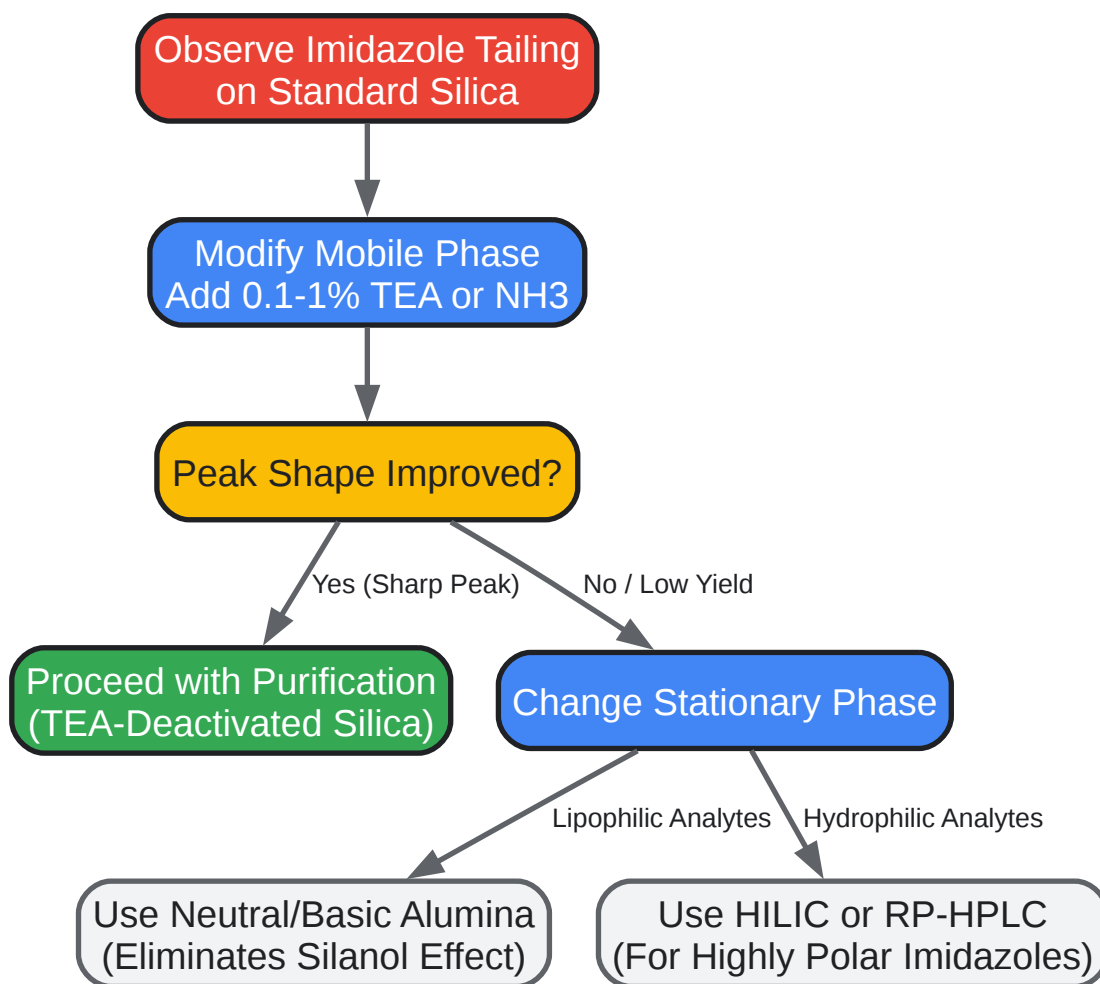 Observe Imidazole Tailing
on Standard Silica
Modify Mobile Phase
Add 0.1-1% TEA or NH3
Peak Shape Improved?
Yes (Sharp Peak)
No / Low Yield
Proceed with Purification
(TEA-Deactivated Silica)
Change Stationary Phase
Lipophilic Analytes
Hydrophilic Analytes
Use Neutral/Basic Alumina
(Eliminates Silanol Effect)
Use HILIC or RP-HPLC
(For Highly Polar Imidazoles)